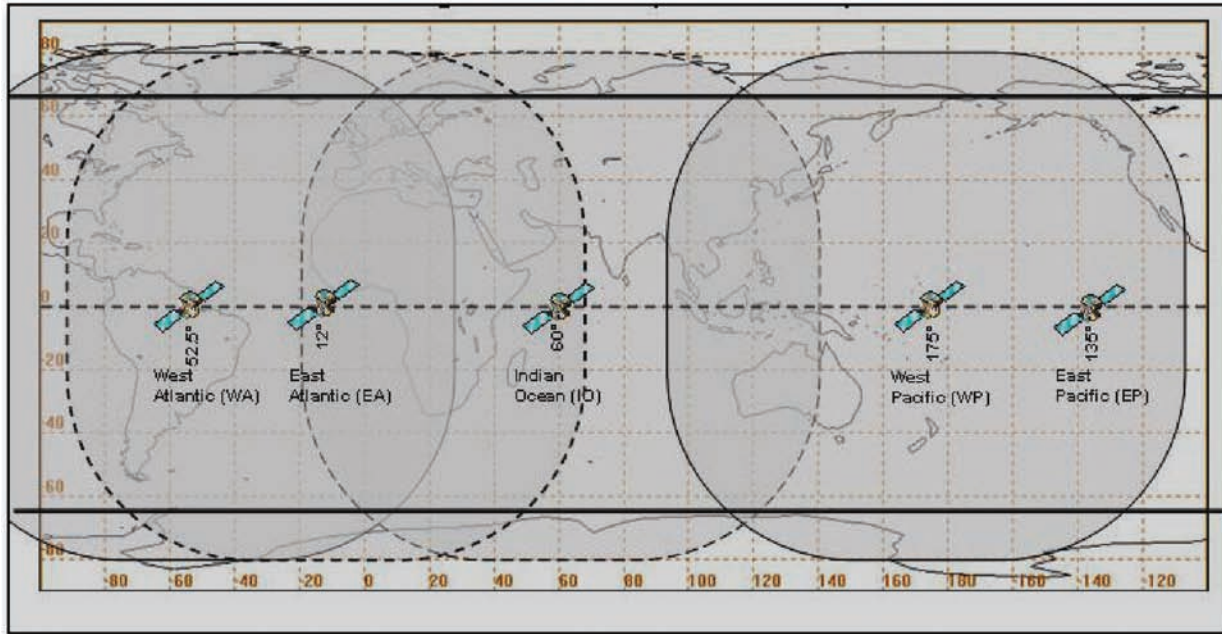 80
60
40
20
0
-20
-40
-60
-80
52.5°
12°
60°
175°
135°
West
Atlantic (WA)
East
Atlantic (EA)
Indian
Ocean (IO)
West
Pacific (WP)
East
Pacific (EP)
80 60 40 20 0 20 40 60 80 100 120 140 160 180 -160 -140 -120